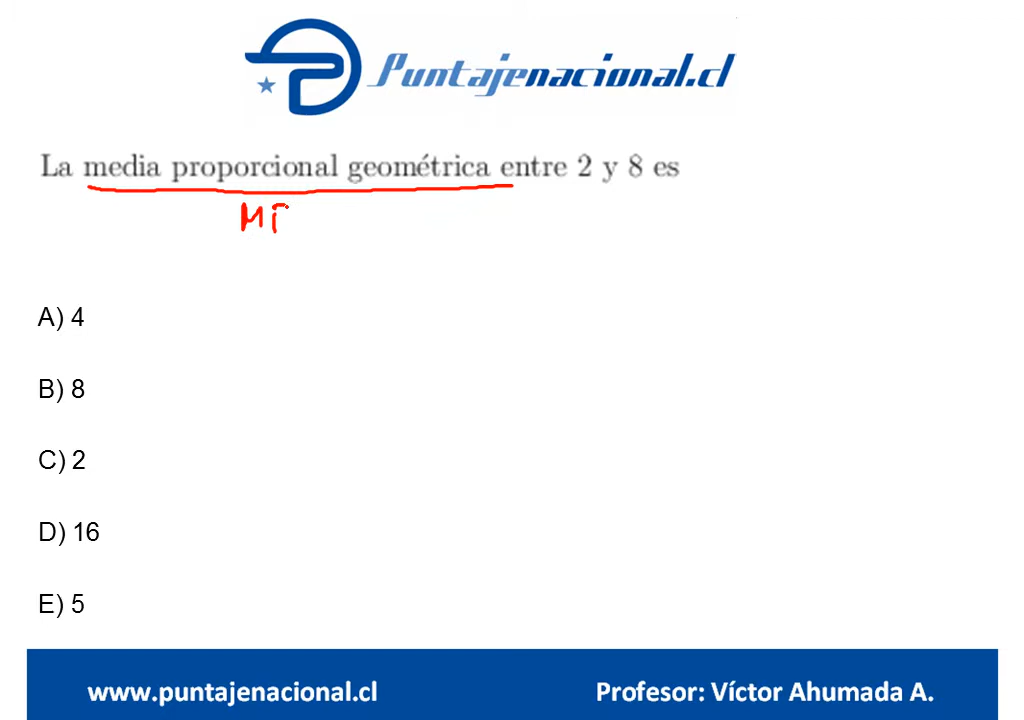 Puntajenacional.cl
La media proporcional geométrica entre 2 y 8 es
A) 4
B) 8
C) 2
D) 16
E) 5
www.puntajenacional.cl Profesor: Víctor Ahumada A.